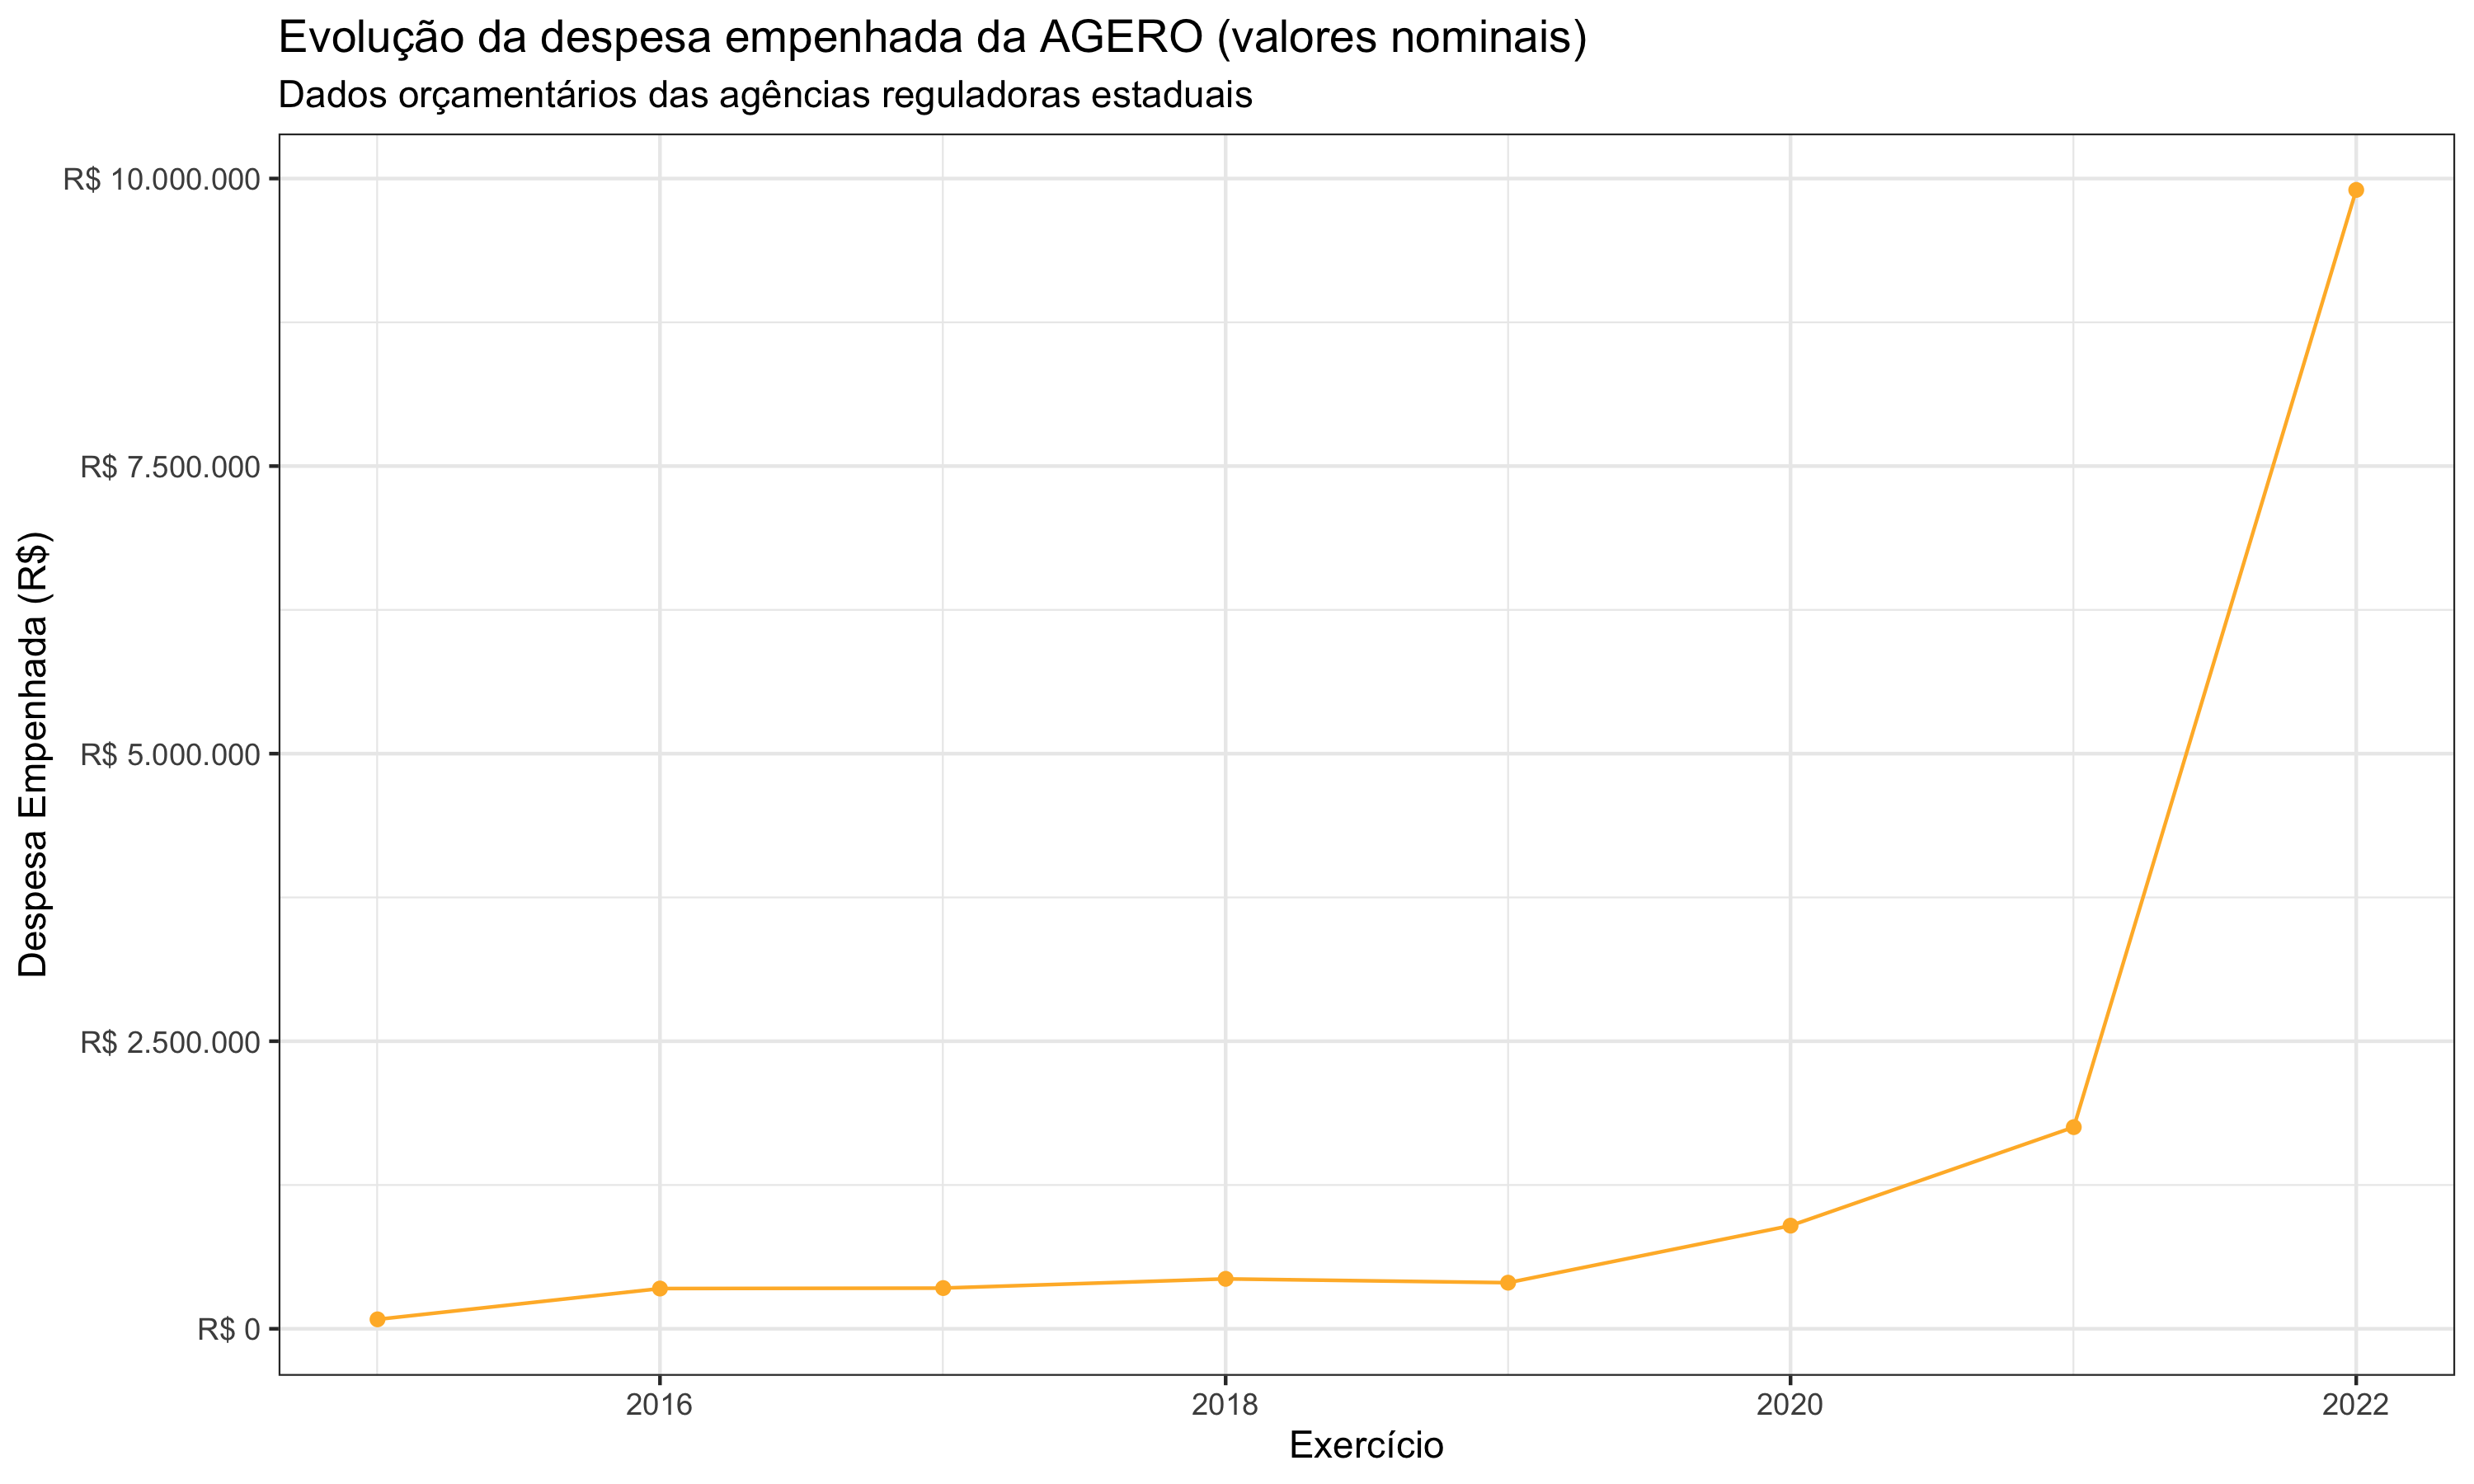 Evolução da despesa empenhada da AGERO (valores nominais)
Dados orçamentários das agências reguladoras estaduais
Despesa Empenhada (R$)
R$ 10.000.000
R$ 7.500.000
R$ 5.000.000
R$ 2.500.000
R$ 0
2016
2018
2020
2022
Exercício